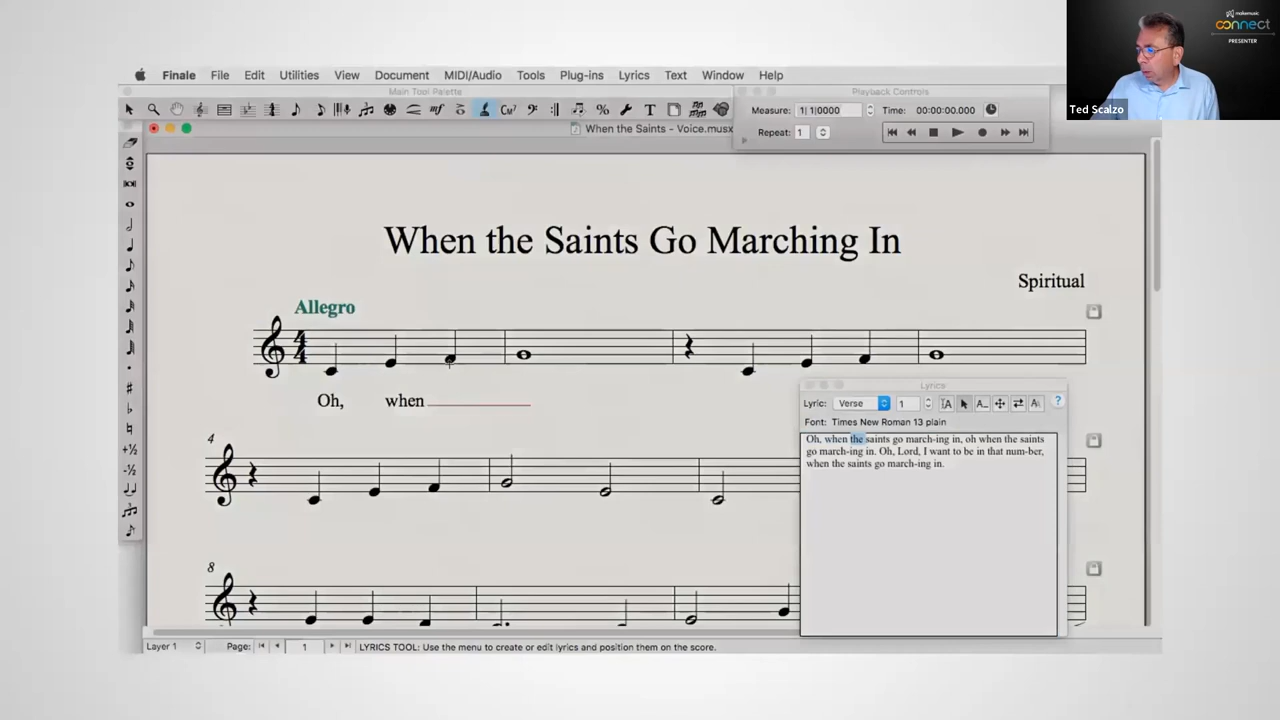 makemusic
connect
PRESENTER
Ted Scalzo
Finale File Edit Utilities View Document MIDI/Audio Tools Plug-ins Lyrics Text Window Help
Main Tool Palette
Playback Controls
Measure: 1| 1|0000 Time: 00:00:00.000
When the Saints - Voice.musx
Repeat: 1
When the Saints Go Marching In
Spiritual
Allegro
Oh, when
Lyrics
Lyric: Verse 1
Font: Times New Roman 13 plain
Oh, when the saints go march-ing in, oh when the saints
go march-ing in. Oh, Lord, I want to be in that num-ber,
when the saints go march-ing in.
4
8
Layer 1 Page: 1 LYRICS TOOL: Use the menu to create or edit lyrics and position them on the score.